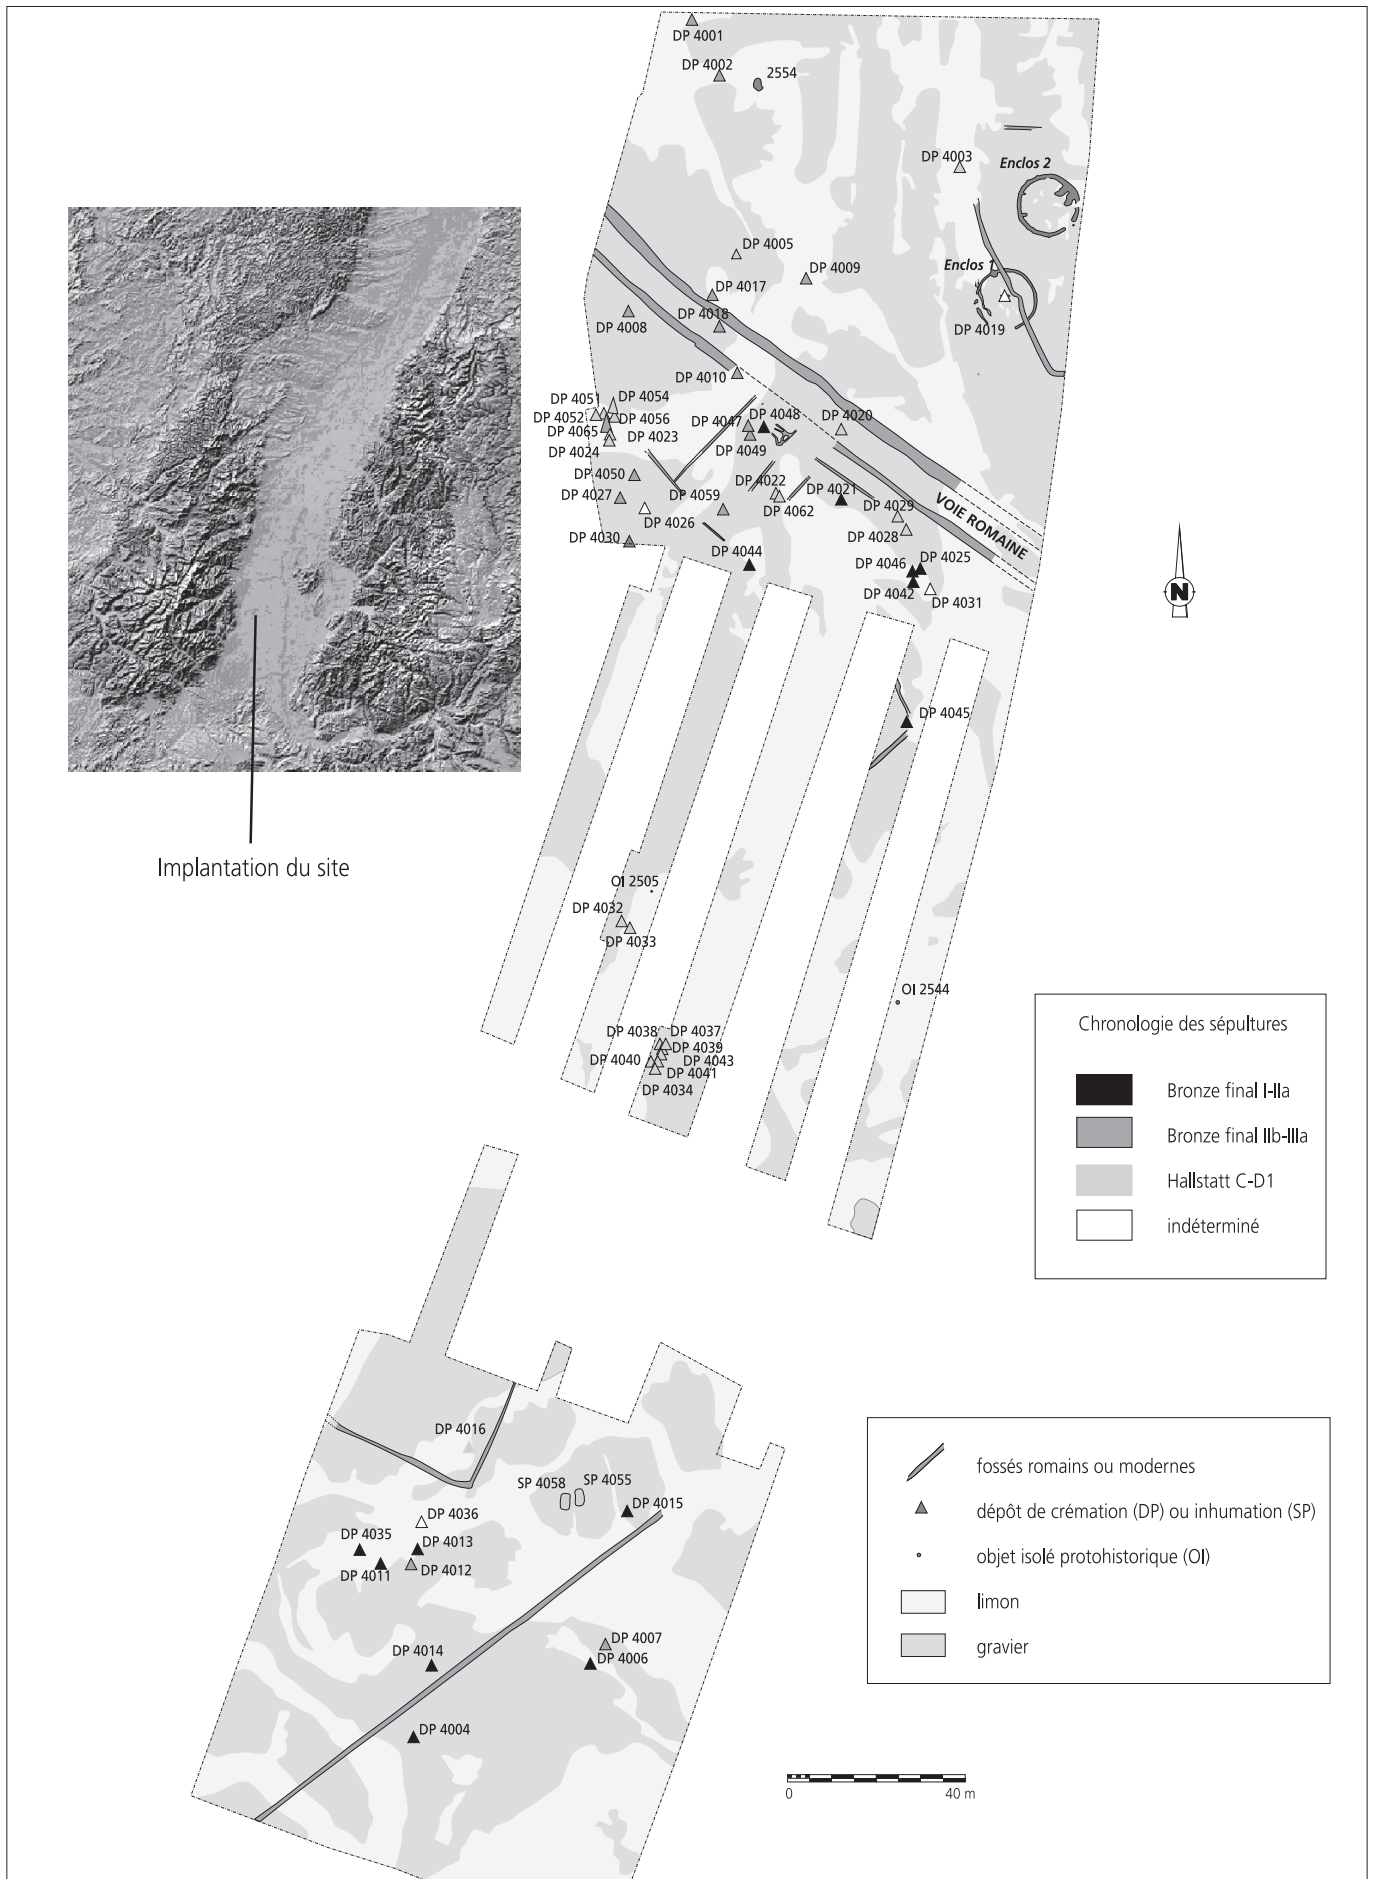 DP 4001
DP 4002
2554
DP 4003
Enclos 2
DP 4005
DP 4009
Enclos 1
DP 4017
DP 4018
DP 4008
DP 4019
DP 4010
DP 4054
DP 4051
DP 4052
DP 4056
DP 4065
DP 4023
DP 4024
DP 4047
DP 4048
DP 4020
DP 4049
DP 4050
DP 4027
DP 4059
DP 4022
DP 4021
DP 4062
DP 4029
DP 4026
DP 4028
VOIE ROMAINE
DP 4030
DP 4044
DP 4046
DP 4025
DP 4042
DP 4031
N
DP 4045
Implantation du site
OI 2505
DP 4032
DP 4033
OI 2544
DP 4038
DP 4037
DP 4039
DP 4040
DP 4043
DP 4041
DP 4034
Chronologie des sépultures
Bronze final I-IIa
Bronze final IIb-IIIa
Hallstatt C-D1
indéterminé
DP 4016
SP 4058
SP 4055
DP 4015
DP 4036
DP 4035
DP 4013
DP 4011
DP 4012
DP 4007
DP 4014
DP 4006
DP 4004
fossés romains ou modernes
dépôt de crémation (DP) ou inhumation (SP)
objet isolé protohistorique (OI)
limon
gravier
0 40 m